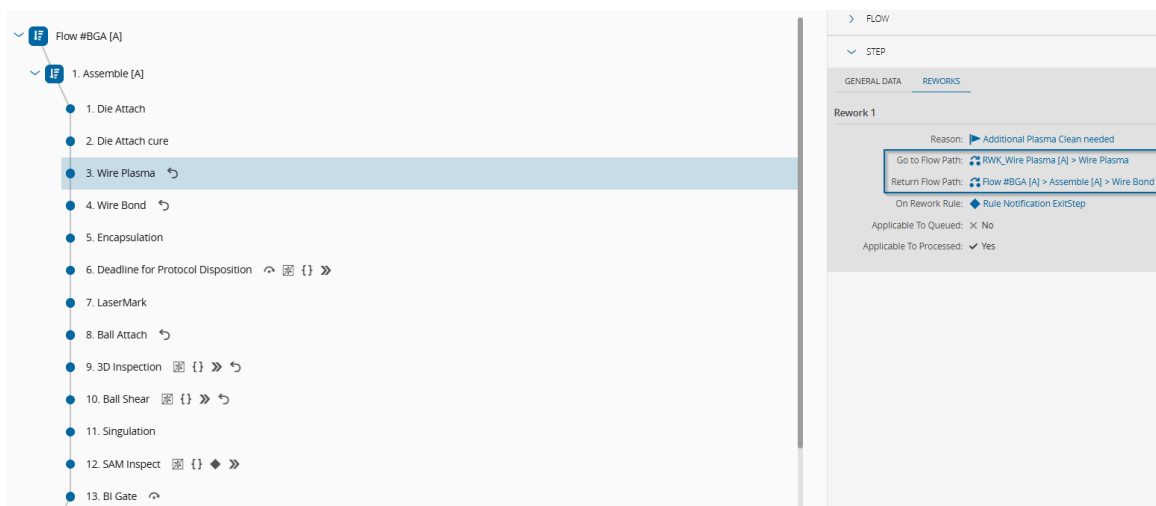 Flow #BGA [A]
1. Assemble [A]
1. Die Attach
2. Die Attach cure
3. Wire Plasma
4. Wire Bond
5. Encapsulation
6. Deadline for Protocol Disposition
7. LaserMark
8. Ball Attach
9. 3D Inspection
10. Ball Shear
11. Singulation
12. SAM Inspect
13. BI Gate
FLOW
STEP
GENERAL DATA REWORKS
Rework 1
Reason: Additional Plasma Clean needed
Go to Flow Path: RWK_Wire Plasma [A] > Wire Plasma
Return Flow Path: Flow #BGA [A] > Assemble [A] > Wire Bond
On Rework Rule: Rule Notification ExitStep
Applicable To Queued: No
Applicable To Processed: Yes